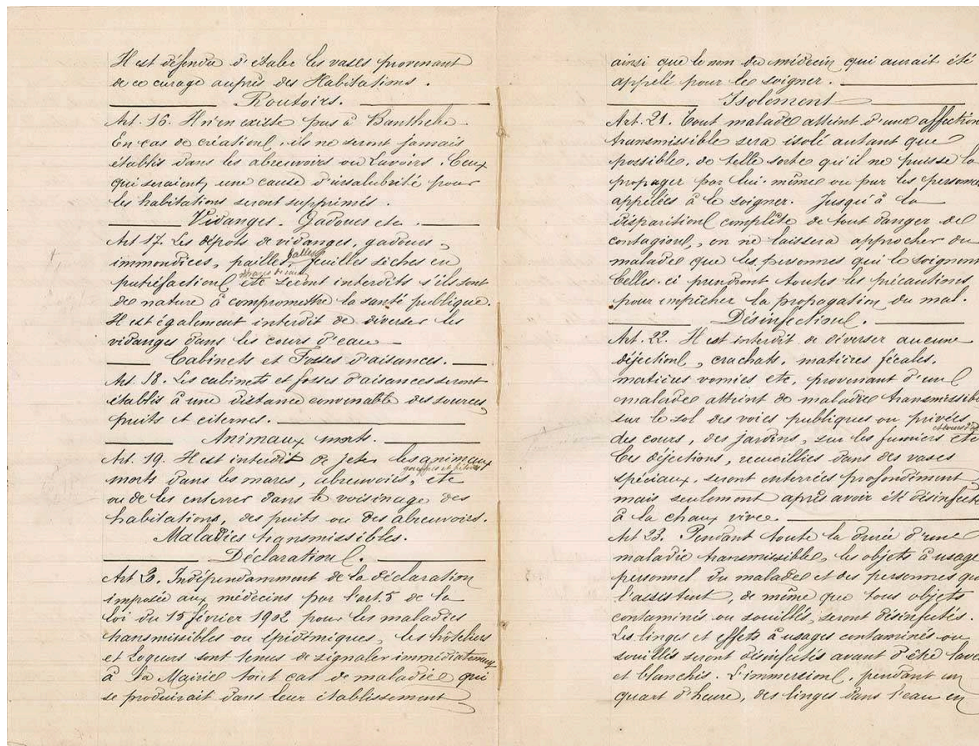 Il est défendu d'étaler les vases provenant
de ce curage auprès des Habitations.
Routoirs.
Art. 16. Il n'en existe pas à Banthelu
En cas de création, ils ne seront jamais
établis dans les abreuvoirs ou Lavoirs. Ceux
qui seraient une cause d'insalubrité pour
les habitations seront supprimés.
Vidanges. Gadoues etc.
Art 17. Les dépôts de vidanges, gadoues,
immondices, pailles, balles, feuilles sèches en
putréfaction, etc seront interdits s'ils sont
de nature à compromettre la santé publique.
Il est également interdit de diverser les
vidanges dans les cours d'eau
Cabinets et Fosses d'aisances.
Art. 18. Les cabinets et fosses d'aisances seront
établis à une distance convenable des sources,
puits et citernes.
Animaux morts.
Art. 19. Il est interdit de jeter les animaux
morts dans les mares, abreuvoirs, etc
ou de les enterrer dans le voisinage des
habitations, des puits ou des abreuvoirs.
Maladies transmissibles.
Déclaration.
Art 2. Indépendamment de la déclaration
imposée aux médecins par l'art. 5 de la
loi du 15 février 1902 pour les maladies
transmissibles ou épidémiques, les hôteliers
et Logeurs sont tenus de signaler immédiatement
à la Mairie tout cas de maladie qui
se produirait dans leur établissement
ainsi que le nom du médecin qui aurait été
appelé pour le soigner.
Isolement
Art. 21. Tout malade atteint d'une affection
transmissible sera isolé autant que
possible, de telle sorte qu'il ne puisse la
propager par lui-même ou par les personnes
appelées à le soigner. Jusqu'à la
disparition complète de tout danger de
contagion, on ne laissera approcher du
malade que les personnes qui le soignent
Celles-ci prendront toutes les précautions
pour empêcher la propagation du mal.
Désinfection.
Art. 22. Il est interdit de diverser aucune
déjection, crachats, matières fécales,
matières vomies etc, provenant d'un
malade atteint de maladie transmissible
sur le sol des voies publiques ou privées,
des cours, des jardins, sur les fumiers etc
Ces déjections, recueillies dans des vases
spéciaux, seront enterrées profondément
mais seulement après avoir été désinfectées
à la chaux vive.
Art 23. Pendant toute la durée d'une
maladie transmissible, les objets à usage
personnel du malade et des personnes qui
l'assistent, de même que tous objets
contaminés ou souillés, seront désinfectés.
Les linges et effets à usages contaminés ou
souillés seront désinfectés avant d'être lavés
et blanchis. L'immersion, pendant un
quart d'heure, des linges dans l'eau en